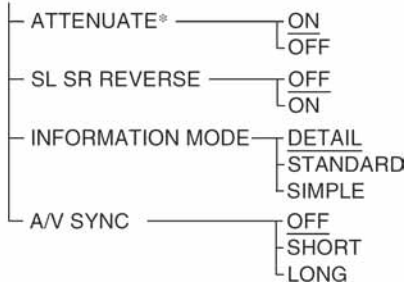 ATTENUATE* ON
OFF
SL SR REVERSE OFF
ON
INFORMATION MODE DETAIL
STANDARD
SIMPLE
A/V SYNC OFF
SHORT
LONG